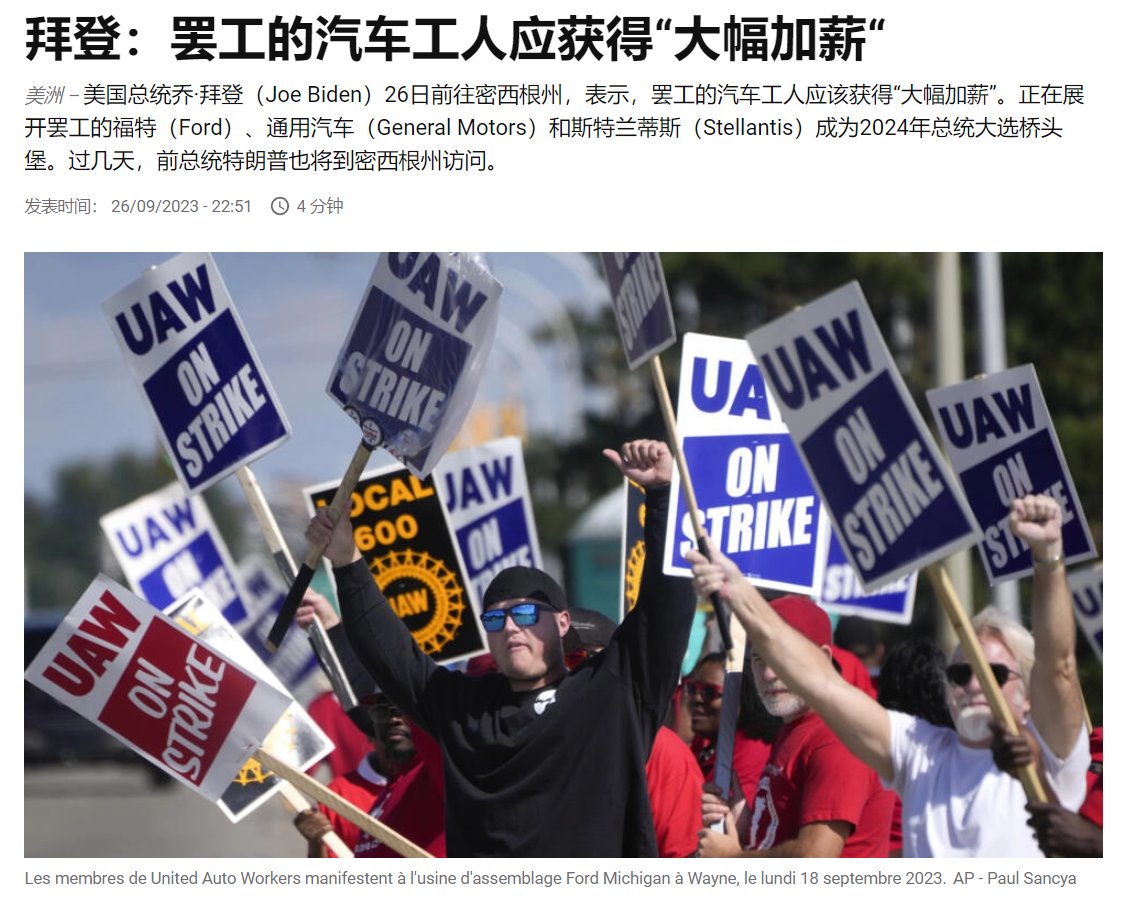 拜登：罢工的汽车工人应获得“大幅加薪“
美洲 – 美国总统乔·拜登（Joe Biden）26日前往密西根州，表示，罢工的汽车工人应该获得“大幅加薪”。正在展
开罢工的福特（Ford）、通用汽车（General Motors）和斯特兰蒂斯（Stellantis）成为2024年总统大选桥头
堡。过几天，前总统特朗普也将到密西根州访问。
发表时间： 26/09/2023 - 22:51 4 分钟
UAW
ON
STRIKE
UAW
ON
STRIKE
STRIKE
UA
ON
STRIKE
UAW
ON
STRIKE
UAW
ON
UAW
ON
LOCAL
600
UAW
UAW
ON
STRIKE
STRIKE
UAW
ON
STRIKE
Les membres de United Auto Workers manifestent à l'usine d'assemblage Ford Michigan à Wayne, le lundi 18 septembre 2023. AP - Paul Sancya